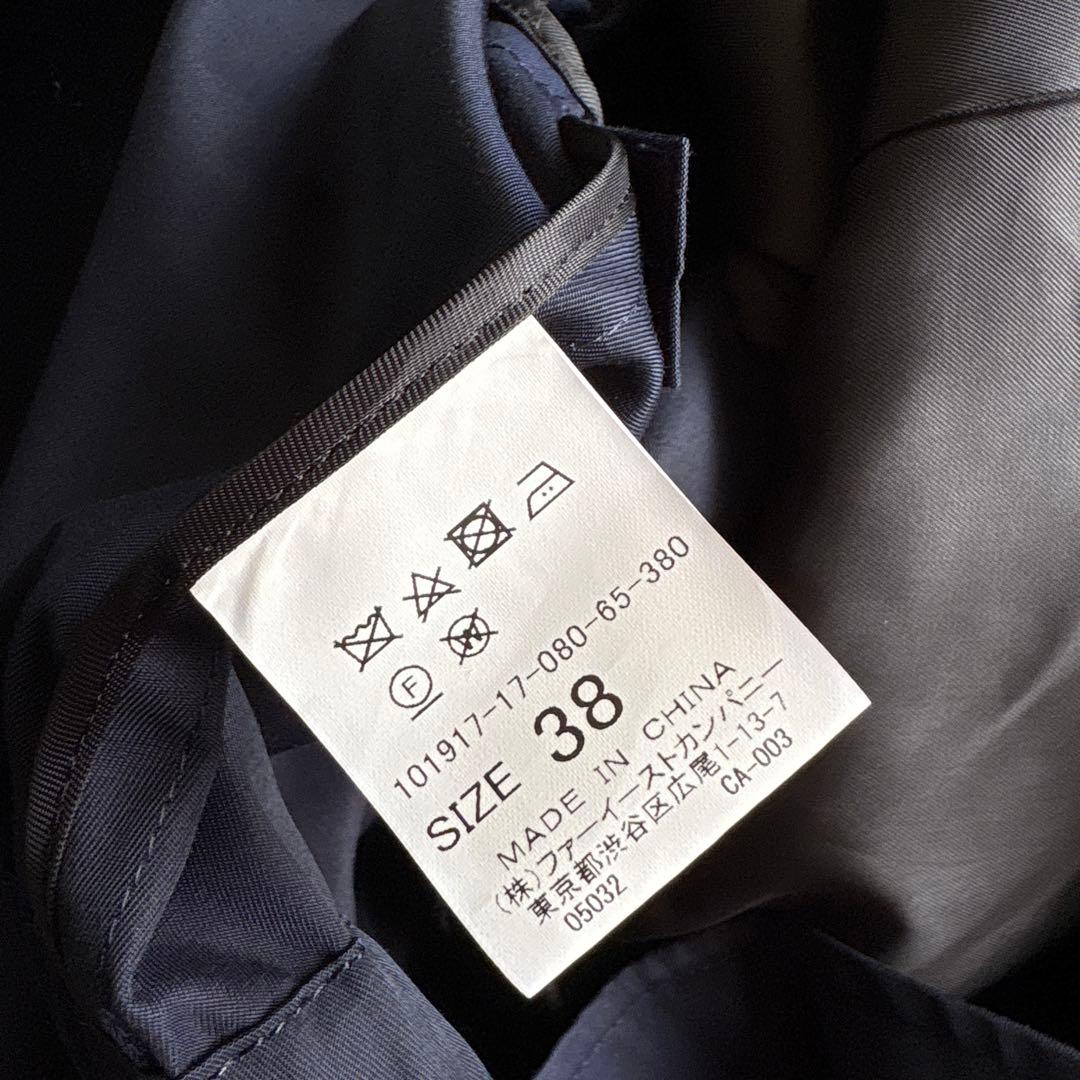 F
W
101917-17-080-65-380
SIZE 38
MADE IN CHINA
(株)ファーイーストカンパニー
東京都渋谷区広尾1-13-7
05032 CA-003